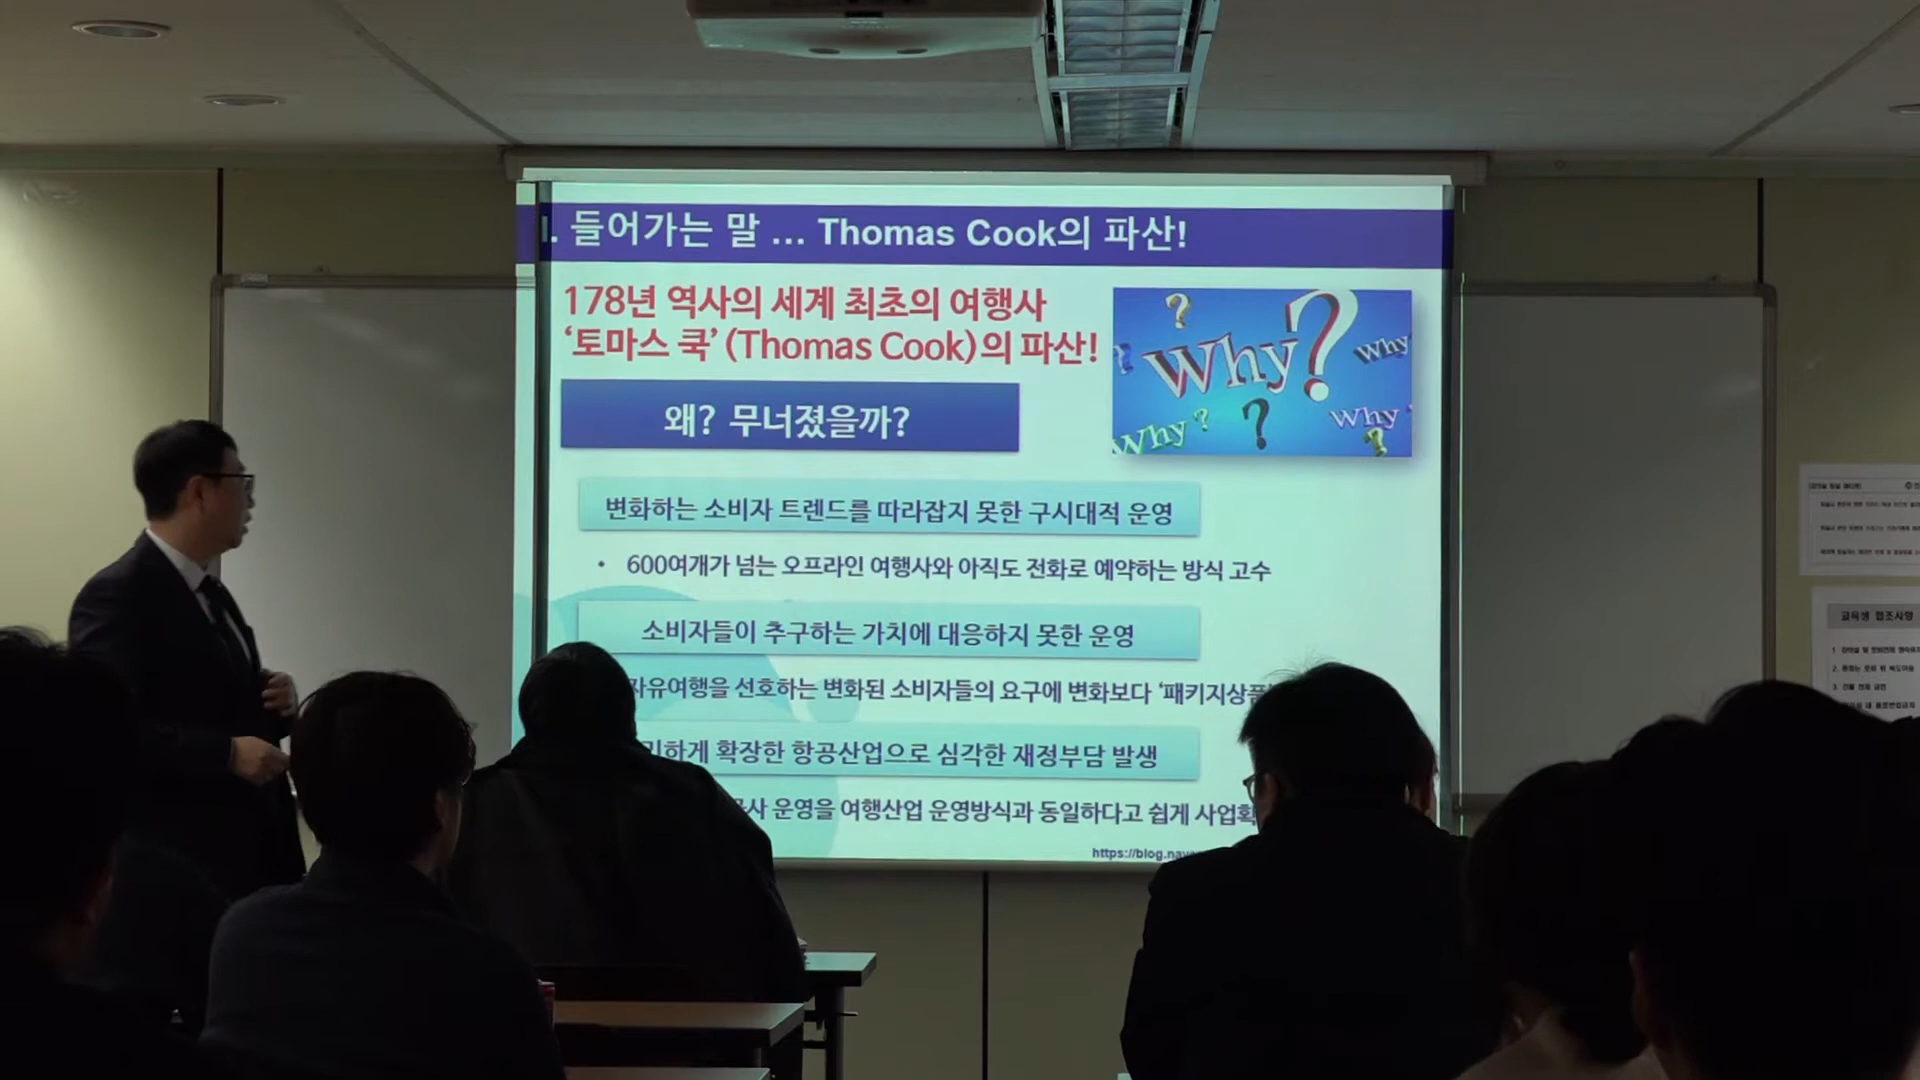 I. 들어가는 말 ... Thomas Cook의 파산!
178년 역사의 세계 최초의 여행사
‘토마스 쿡’(Thomas Cook)의 파산!
? Why? Why
Why ? ? Why ?
왜? 무너졌을까?
변화하는 소비자 트렌드를 따라잡지 못한 구시대적 운영
• 600여개가 넘는 오프라인 여행사와 아직도 전화로 예약하는 방식 고수
소비자들이 추구하는 가치에 대응하지 못한 운영
자유여행을 선호하는 변화된 소비자들의 요구에 변화보다 ‘패키지상품
하게 확장한 항공산업으로 심각한 재정부담 발생
운영을 여행산업 운영방식과 동일하다고 쉽게
https://blog.
교육생 협조사항